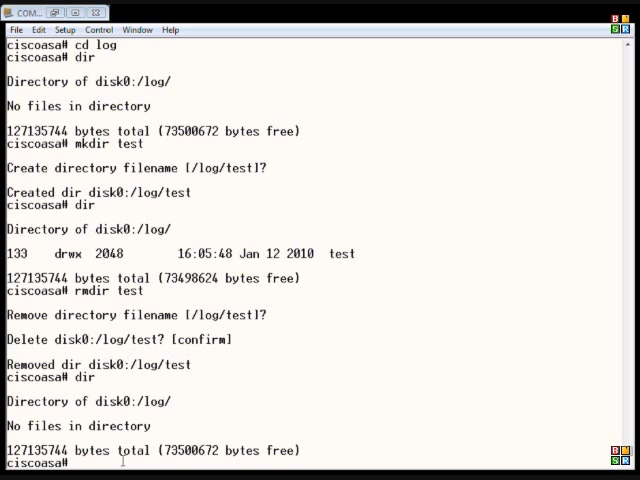 COM...
File Edit Setup Control Window Help
ciscoasa# cd log
ciscoasa# dir
Directory of disk0:/log/
No files in directory
127135744 bytes total (73500672 bytes free)
ciscoasa# mkdir test
Create directory filename [/log/test]?
Created dir disk0:/log/test
ciscoasa# dir
Directory of disk0:/log/
133 drwx 2048 16:05:48 Jan 12 2010 test
127135744 bytes total (73498624 bytes free)
ciscoasa# rmdir test
Remove directory filename [/log/test]?
Delete disk0:/log/test? [confirm]
Removed dir disk0:/log/test
ciscoasa# dir
Directory of disk0:/log/
No files in directory
127135744 bytes total (73500672 bytes free)
ciscoasa#